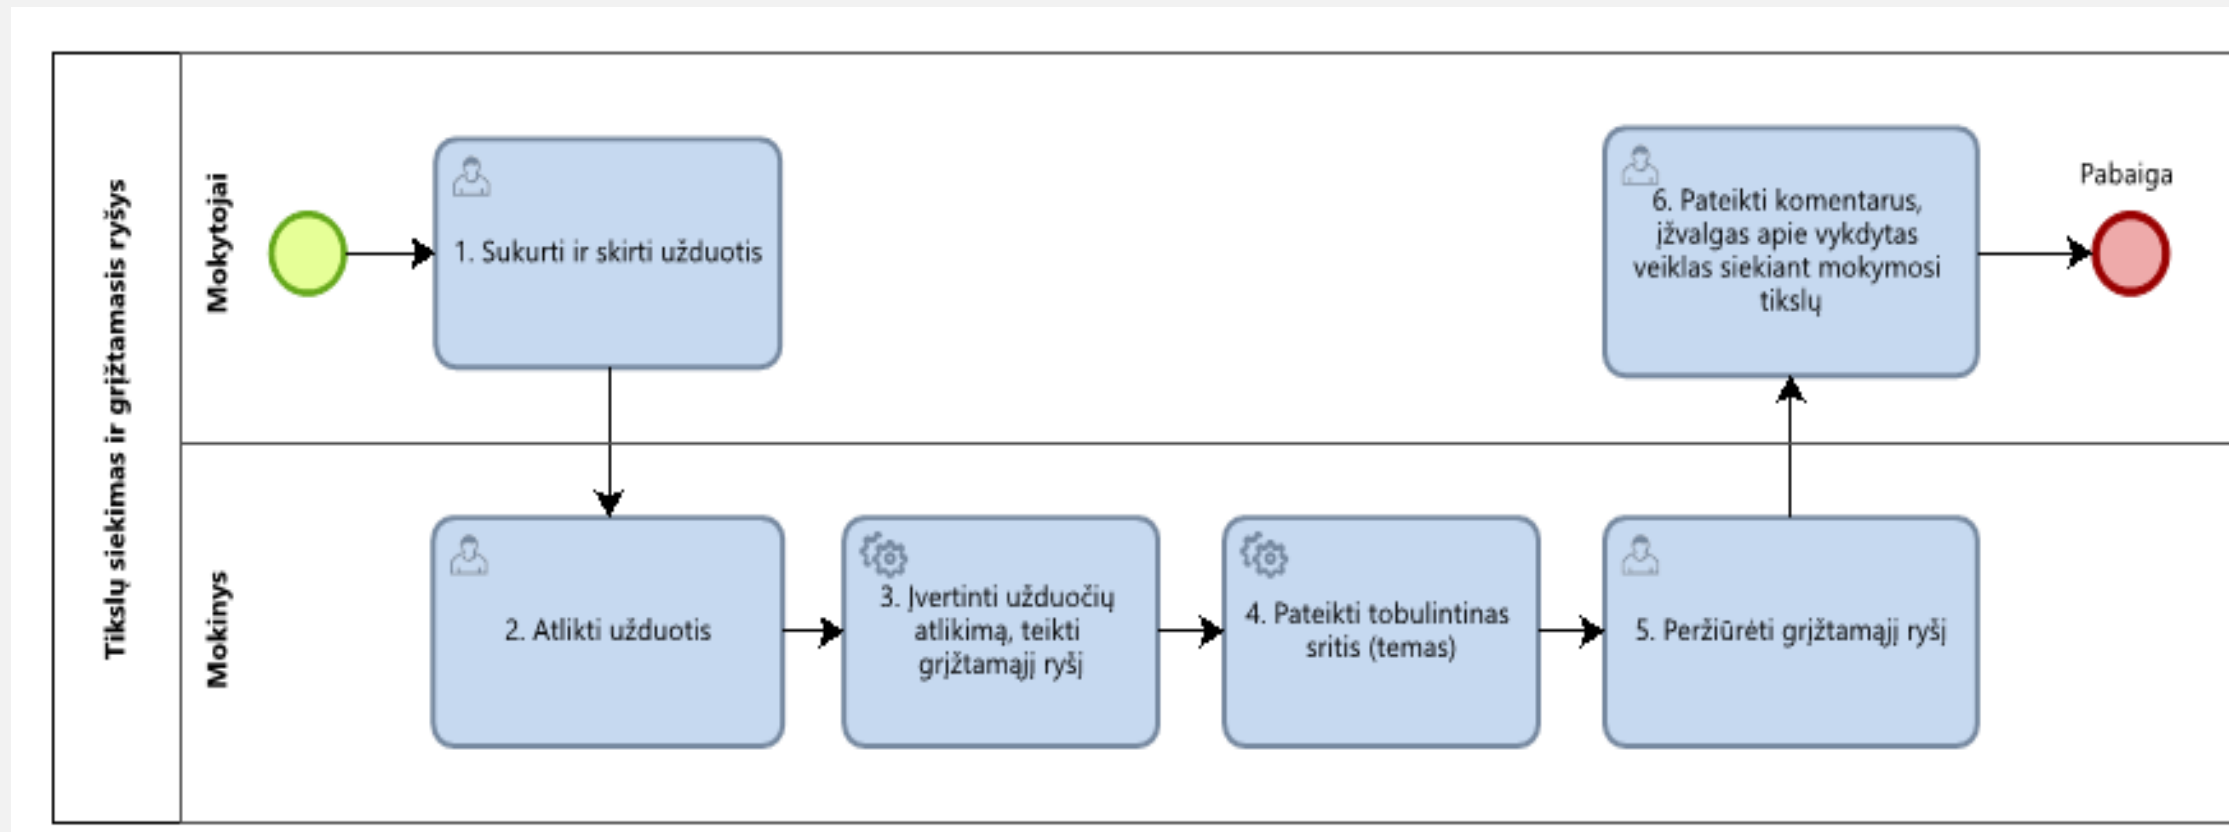 Tikslų siekimas ir grįžtamasis ryšys
Mokytojai
1. Sukurti ir skirti užduotis
6. Pateikti komentarus,
įžvalgas apie vykdytas
veiklas siekiant mokymosi
tikslų
Pabaiga
Mokinys
2. Atlikti užduotis
3. Įvertinti užduočių
atlikimą, teikti
grįžtamąjį ryšį
4. Pateikti tobulintinas
sritis (temas)
5. Peržiūrėti grįžtamąjį ryšį